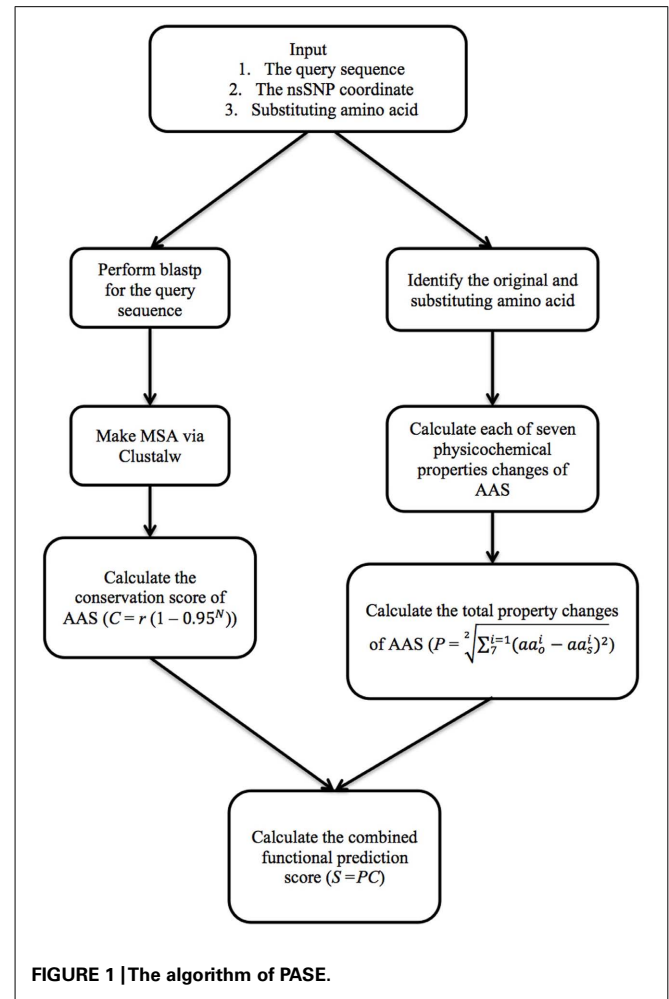 Input
1. The query sequence
2. The nsSNP coordinate
3. Substituting amino acid
Perform blastp
for the query
sequence
Identify the original and
substituting amino acid
Make MSA via
Clustalw
Calculate each of seven
physicochemical
properties changes of
AAS
Calculate the
conservation score of
AAS (C = r (1 – 0.95^N))
Calculate the total property changes
of AAS (P = \sqrt[2]{\sum_{7}^{i=1}(aa_o^i - aa_s^i)^2})
Calculate the combined
functional prediction
score (S =PC)
FIGURE 1 | The algorithm of PASE.